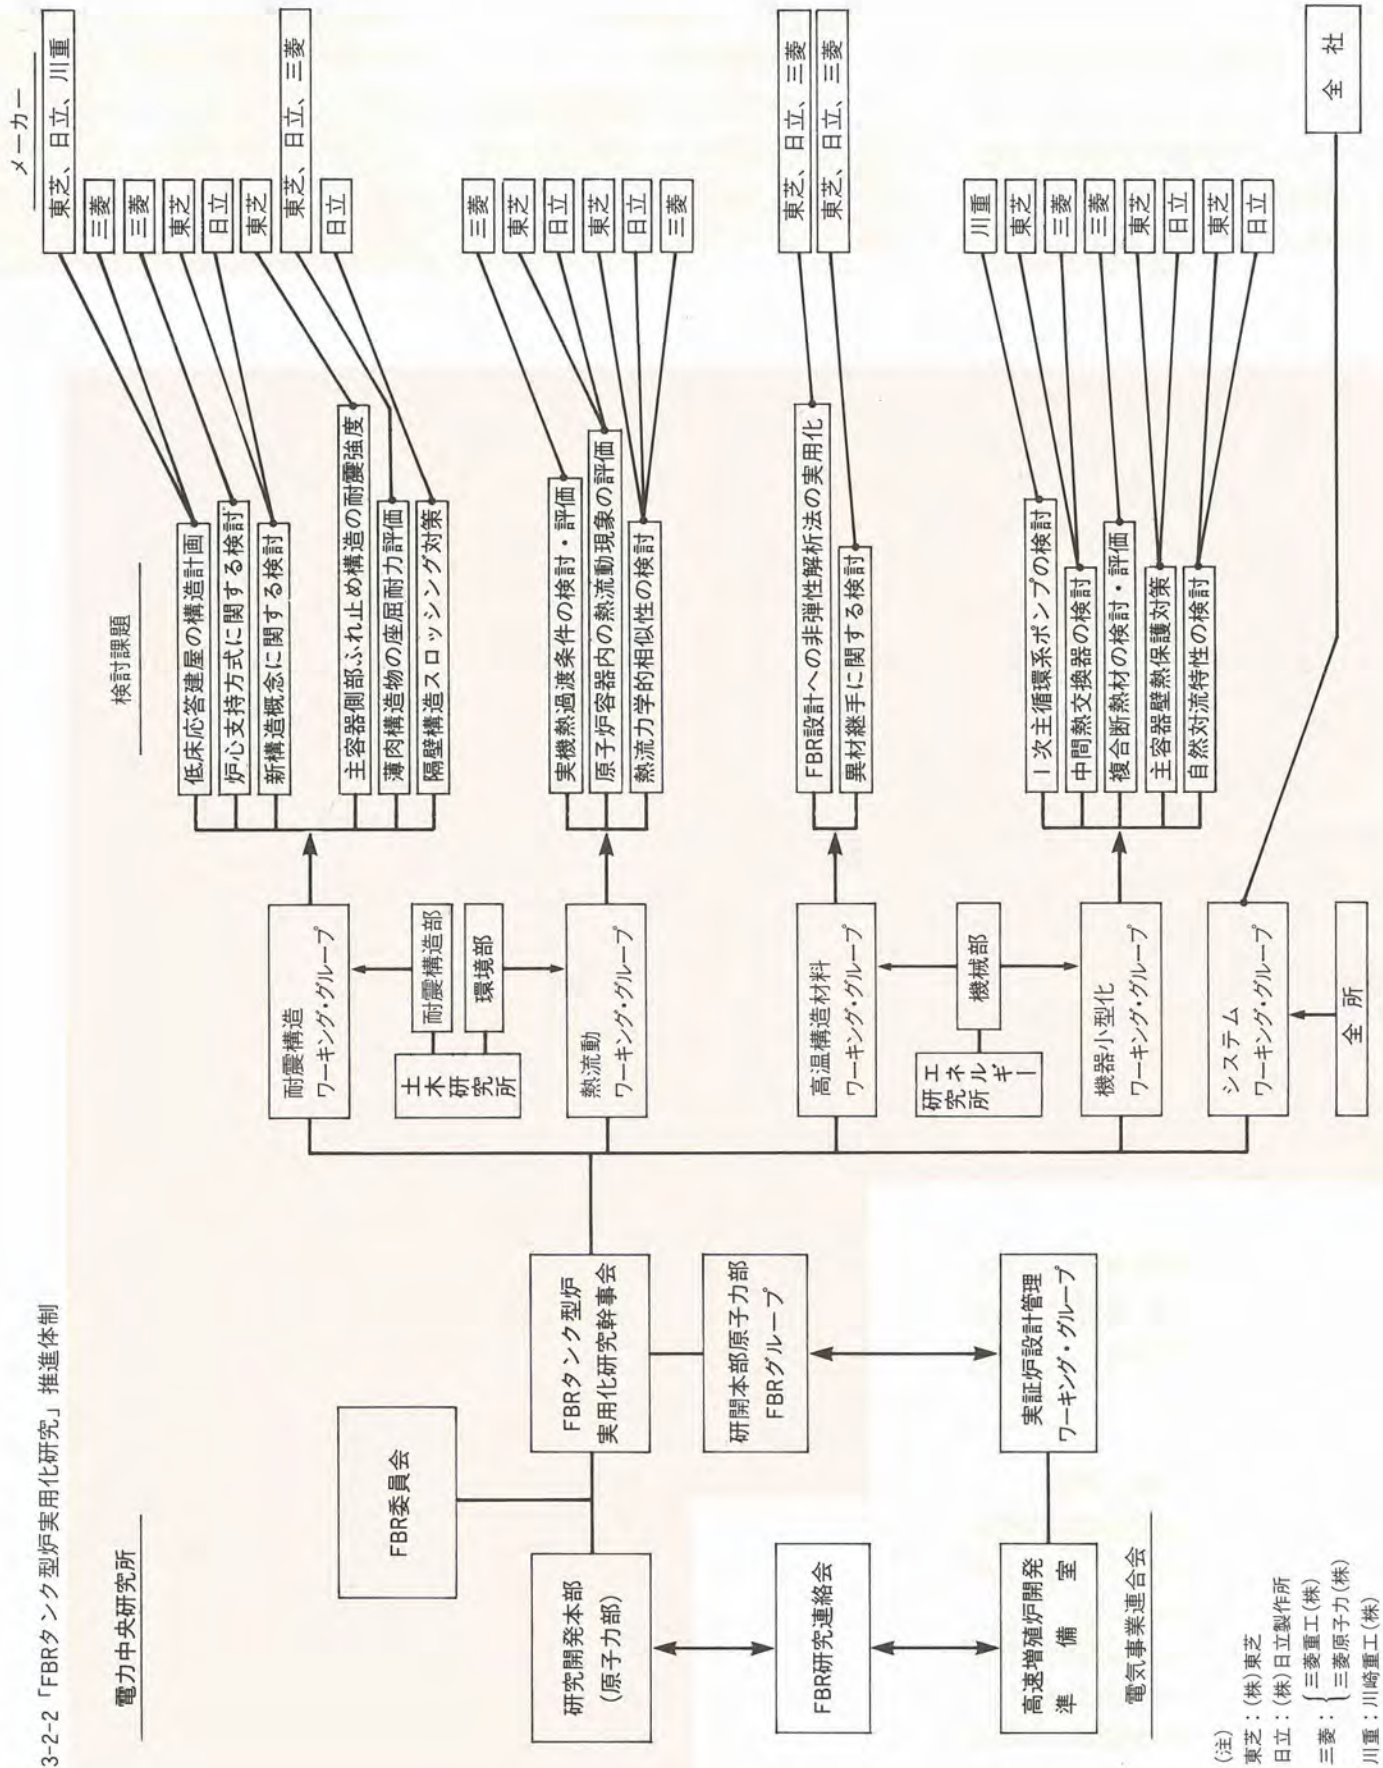 3-2-2「FBRタンク型炉実用化研究」推進体制
電力中央研究所
検討課題
メーカー
FBR委員会
研究開発本部
(原子力部)
FBRタンク型炉
実用化研究幹事会
研開本部原子力部
FBRグループ
FBR研究連絡会
高速増殖炉開発
準備室
実証炉設計管理
ワーキング・グループ
電気事業連合会
耐震構造
ワーキング・グループ
土木研究所
耐震構造部
環境部
熱流動
ワーキング・グループ
高温構造材料
ワーキング・グループ
エネルギー
研究所
機械部
機器小型化
ワーキング・グループ
システム
ワーキング・グループ
全所
低床応答建屋の構造計画
炉心支持方式に関する検討
新構造概念に関する検討
主容器側部ふれ止め構造の耐震強度
薄肉構造物の座屈耐力評価
隔壁構造スロッシング対策
東芝、日立、川重
三菱
三菱
東芝
日立
東芝
東芝、日立、三菱
日立
実機熱過渡条件の検討・評価
原子炉容器内の熱流動現象の評価
熱流力学的相似性の検討
三菱
東芝
日立
東芝
日立
三菱
FBR設計への非弾性解析法の実用化
異材継手に関する検討
東芝、日立、三菱
東芝、日立、三菱
1次主循環系ポンプの検討
中間熱交換器の検討
複合断熱材の検討・評価
主容器壁熱保護対策
自然対流特性の検討
川重
東芝
三菱
三菱
東芝
日立
東芝
日立
全社
(注)
東芝：(株)東芝
日立：(株)日立製作所
三菱：{三菱重工(株)
三菱原子力(株)
川重：川崎重工(株)